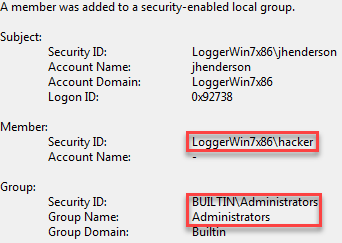 A member was added to a security-enabled local group.
Subject:
Security ID: LoggerWin7x86\jhenderson
Account Name: jhenderson
Account Domain: LoggerWin7x86
Logon ID: 0x92738
Member:
Security ID: LoggerWin7x86\hacker
Account Name: -
Group:
Security ID: BUILTIN\Administrators
Group Name: Administrators
Group Domain: Builtin